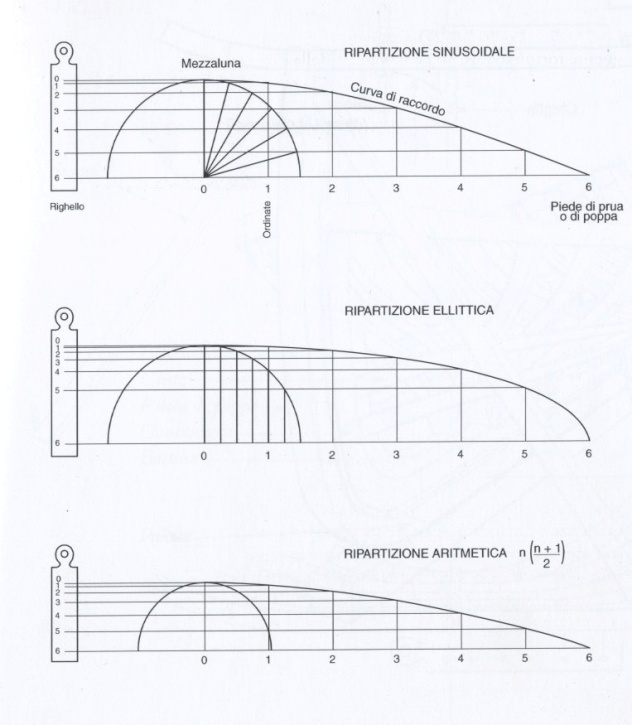 RIPARTIZIONE SINUSOIDALE
Mezzaluna
Curva di raccordo
0
1
2
3
4
5
6
0 1 2 3 4 5 6
Righello
Ordinate
Piede di prua
o di poppa
RIPARTIZIONE ELLITTICA
0
1
2
3
4
5
6
0 1 2 3 4 5 6
RIPARTIZIONE ARITMETICA n (n + 1 / 2)
0
1
2
3
4
5
6
0 1 2 3 4 5 6